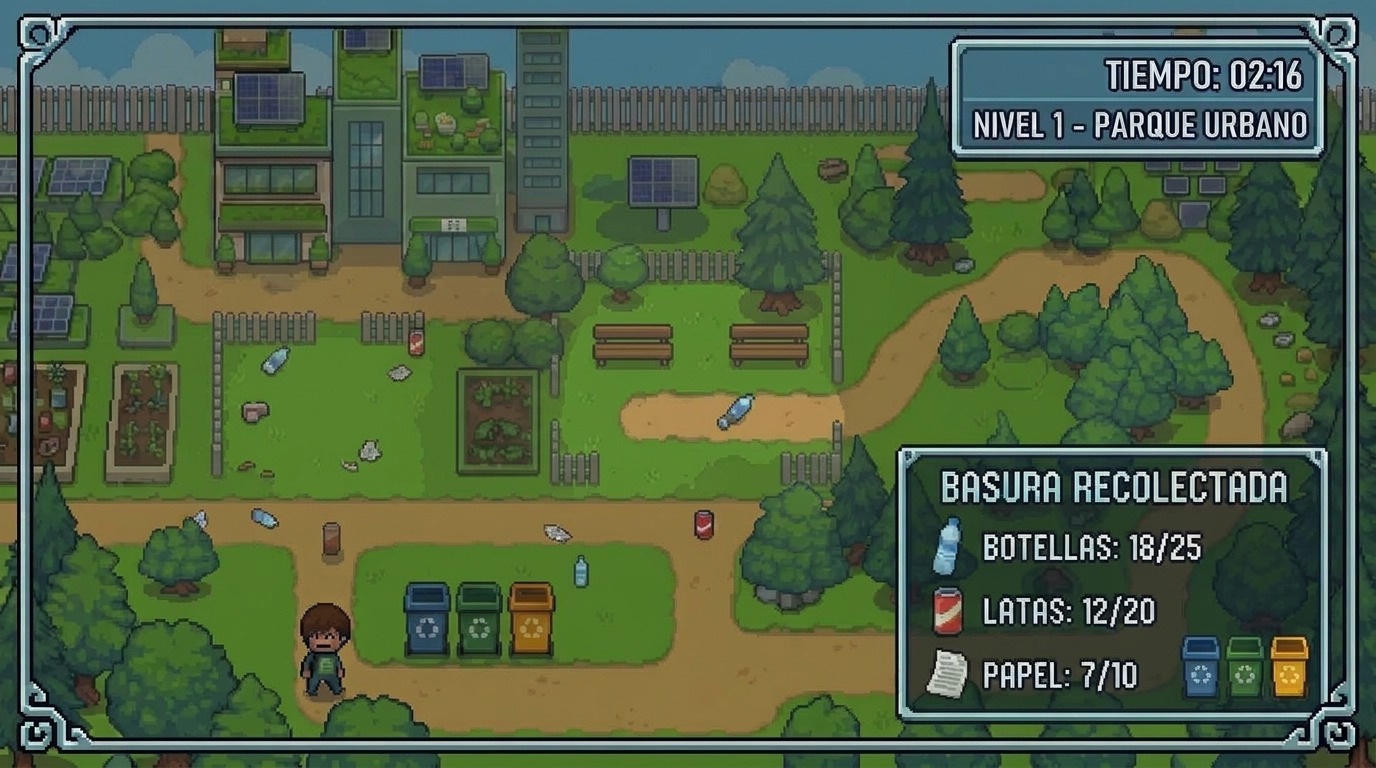 TIEMPO: 02:16
NIVEL 1 - PARQUE URBANO
BASURA RECOLECTADA
BOTELLAS: 18/25
LATAS: 12/20
PAPEL: 7/10